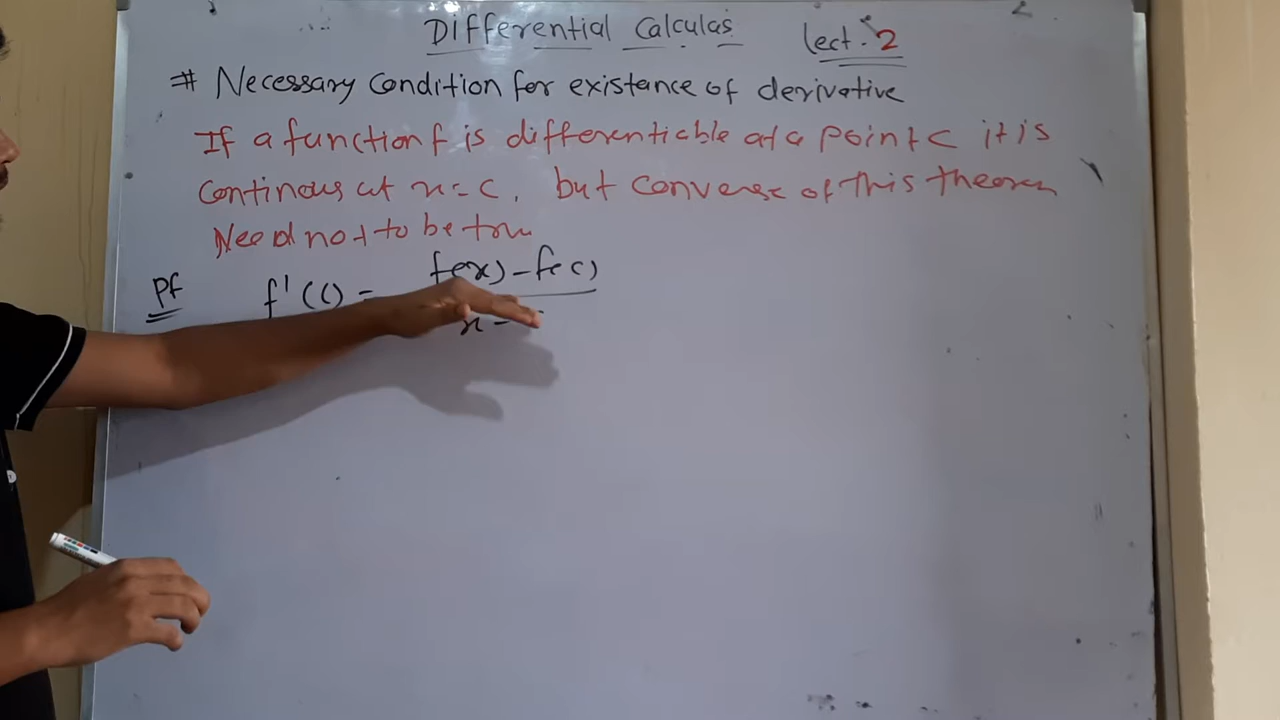 Differential Calculas lect. 2
# Necessary Condition for existance of derivative
If a function f is differentiable at a point c it is
continous at x = c, but converse of this theorem
Need not to be true
Pf f'(c) = f(x) - f(c)
x -